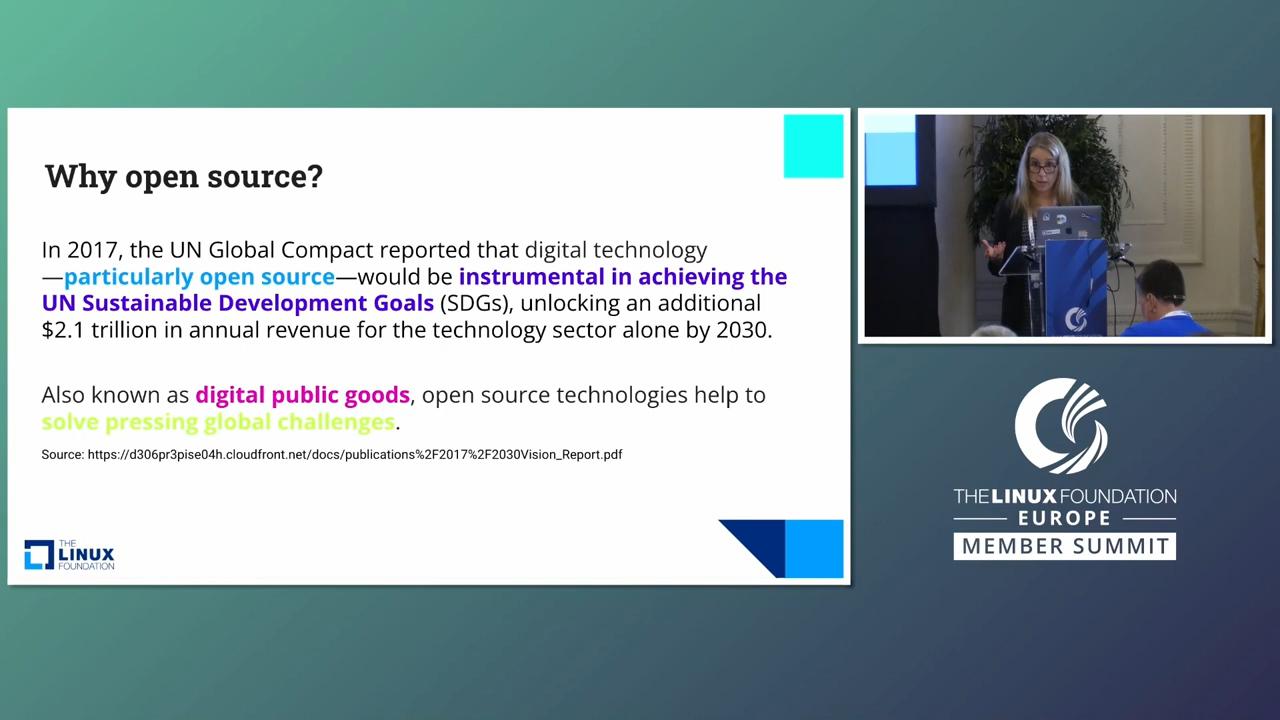 Why open source?
In 2017, the UN Global Compact reported that digital technology
—particularly open source—would be instrumental in achieving the
UN Sustainable Development Goals (SDGs), unlocking an additional
$2.1 trillion in annual revenue for the technology sector alone by 2030.
Also known as digital public goods, open source technologies help to
solve pressing global challenges.
Source: https://d306pr3pise04h.cloudfront.net/docs/publications%2F2017%2F2030Vision_Report.pdf
THE
LINUX
FOUNDATION
THE LINUX FOUNDATION
EUROPE
MEMBER SUMMIT